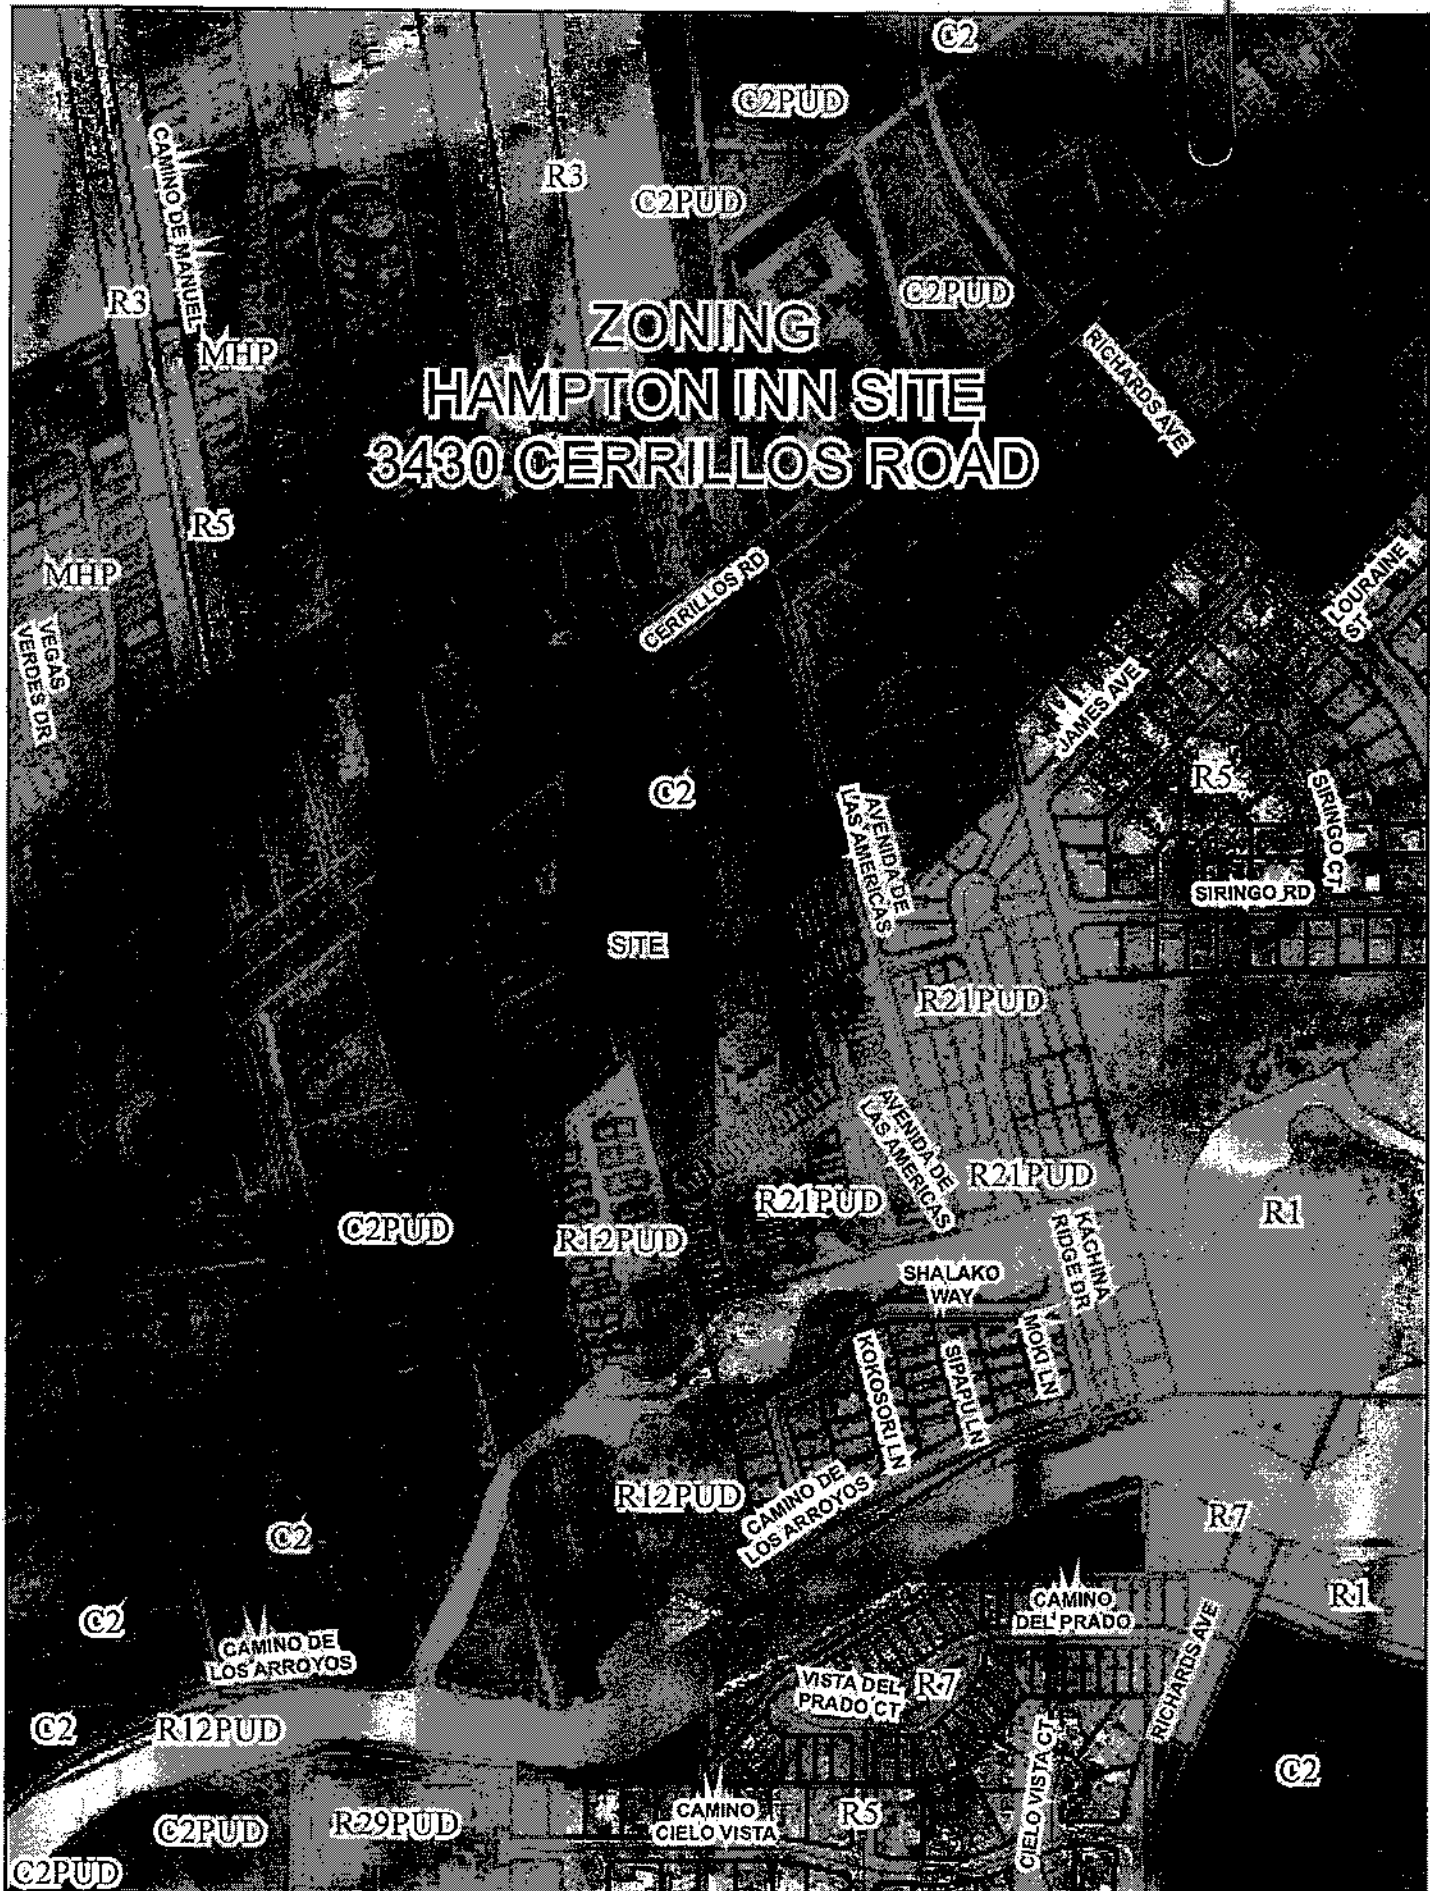 C2
C2PUD
R3
C2PUD
CAMINO DE MANUEL
C2PUD
R3
ZONING
MHP
HAMPTON INN SITE
RICHARDS AVE
3430 CERRILLOS ROAD
R5
MHP
CERRILLOS RD
LOURAINE
ST
VEGAS
VERDES DR
JAMES AVE
C2
R5
SIRINGO CT
AVENIDA DE
LAS AMERICAS
SIRINGO RD
SITE
R21PUD
AVENIDA DE
LAS AMERICAS
R21PUD
R21PUD
R1
C2PUD
R12PUD
KACHINA
RIDGE DR
SHALAKO
WAY
MOKI LN
SIPAPU LN
KOKOSORI LN
R12PUD
CAMINO DE
LOS ARROYOS
R-7
C2
R1
CAMINO
DEL PRADO
C2
CAMINO DE
LOS ARROYOS
RICHARDS AVE
VISTA DEL
PRADO CT
R-7
C2
R12PUD
CIELO VISTA CT
C2
C2PUD
R29PUD
CAMINO
CIELO VISTA
R5
C2PUD